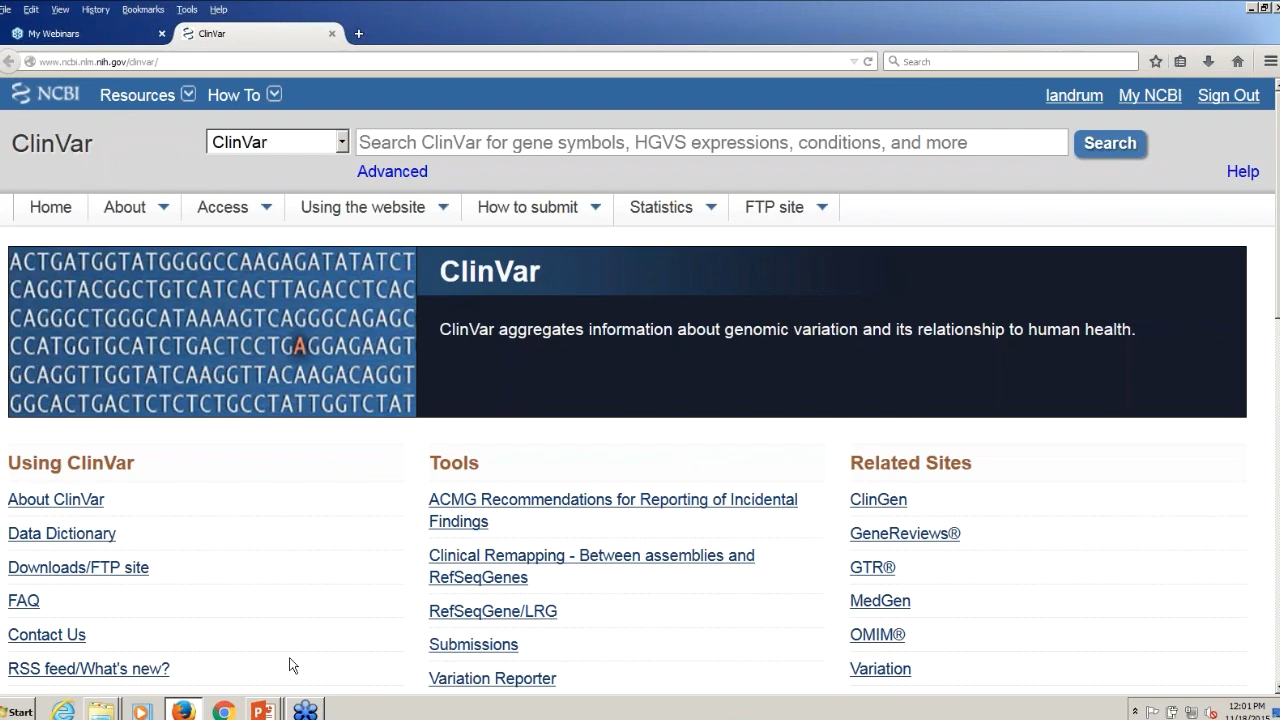 File Edit View History Bookmarks Tools Help
My Webinars × ClinVar × +
www.ncbi.nlm.nih.gov/clinvar/ Search
NCBI Resources How To landrum My NCBI Sign Out
ClinVar ClinVar Search ClinVar for gene symbols, HGVS expressions, conditions, and more Search
Advanced Help
Home About Access Using the website How to submit Statistics FTP site
ACTGATGGTATGGGGCCAAGAGATATATCT
CAGGTACGGCTGTCATCACTTAGACCTCAC
CAGGGCTGGGCATAAAAGTCAGGGCAGAGC
CCATGGTGCATCTGACTCCTGAGGAGAAGT
GCAGGTTGGTATCAAGGTTACAAGACAGGT
GGCACTGACTCTCTCTGCCTATTGGTCTAT
ClinVar
ClinVar aggregates information about genomic variation and its relationship to human health.
Using ClinVar
About ClinVar
Data Dictionary
Downloads/FTP site
FAQ
Contact Us
RSS feed/What's new?
Tools
ACMG Recommendations for Reporting of Incidental
Findings
Clinical Remapping - Between assemblies and
RefSeqGenes
RefSeqGene/LRG
Submissions
Variation Reporter
Related Sites
ClinGen
GeneReviews®
GTR®
MedGen
OMIM®
Variation
Start 12:01 PM
11/18/2015